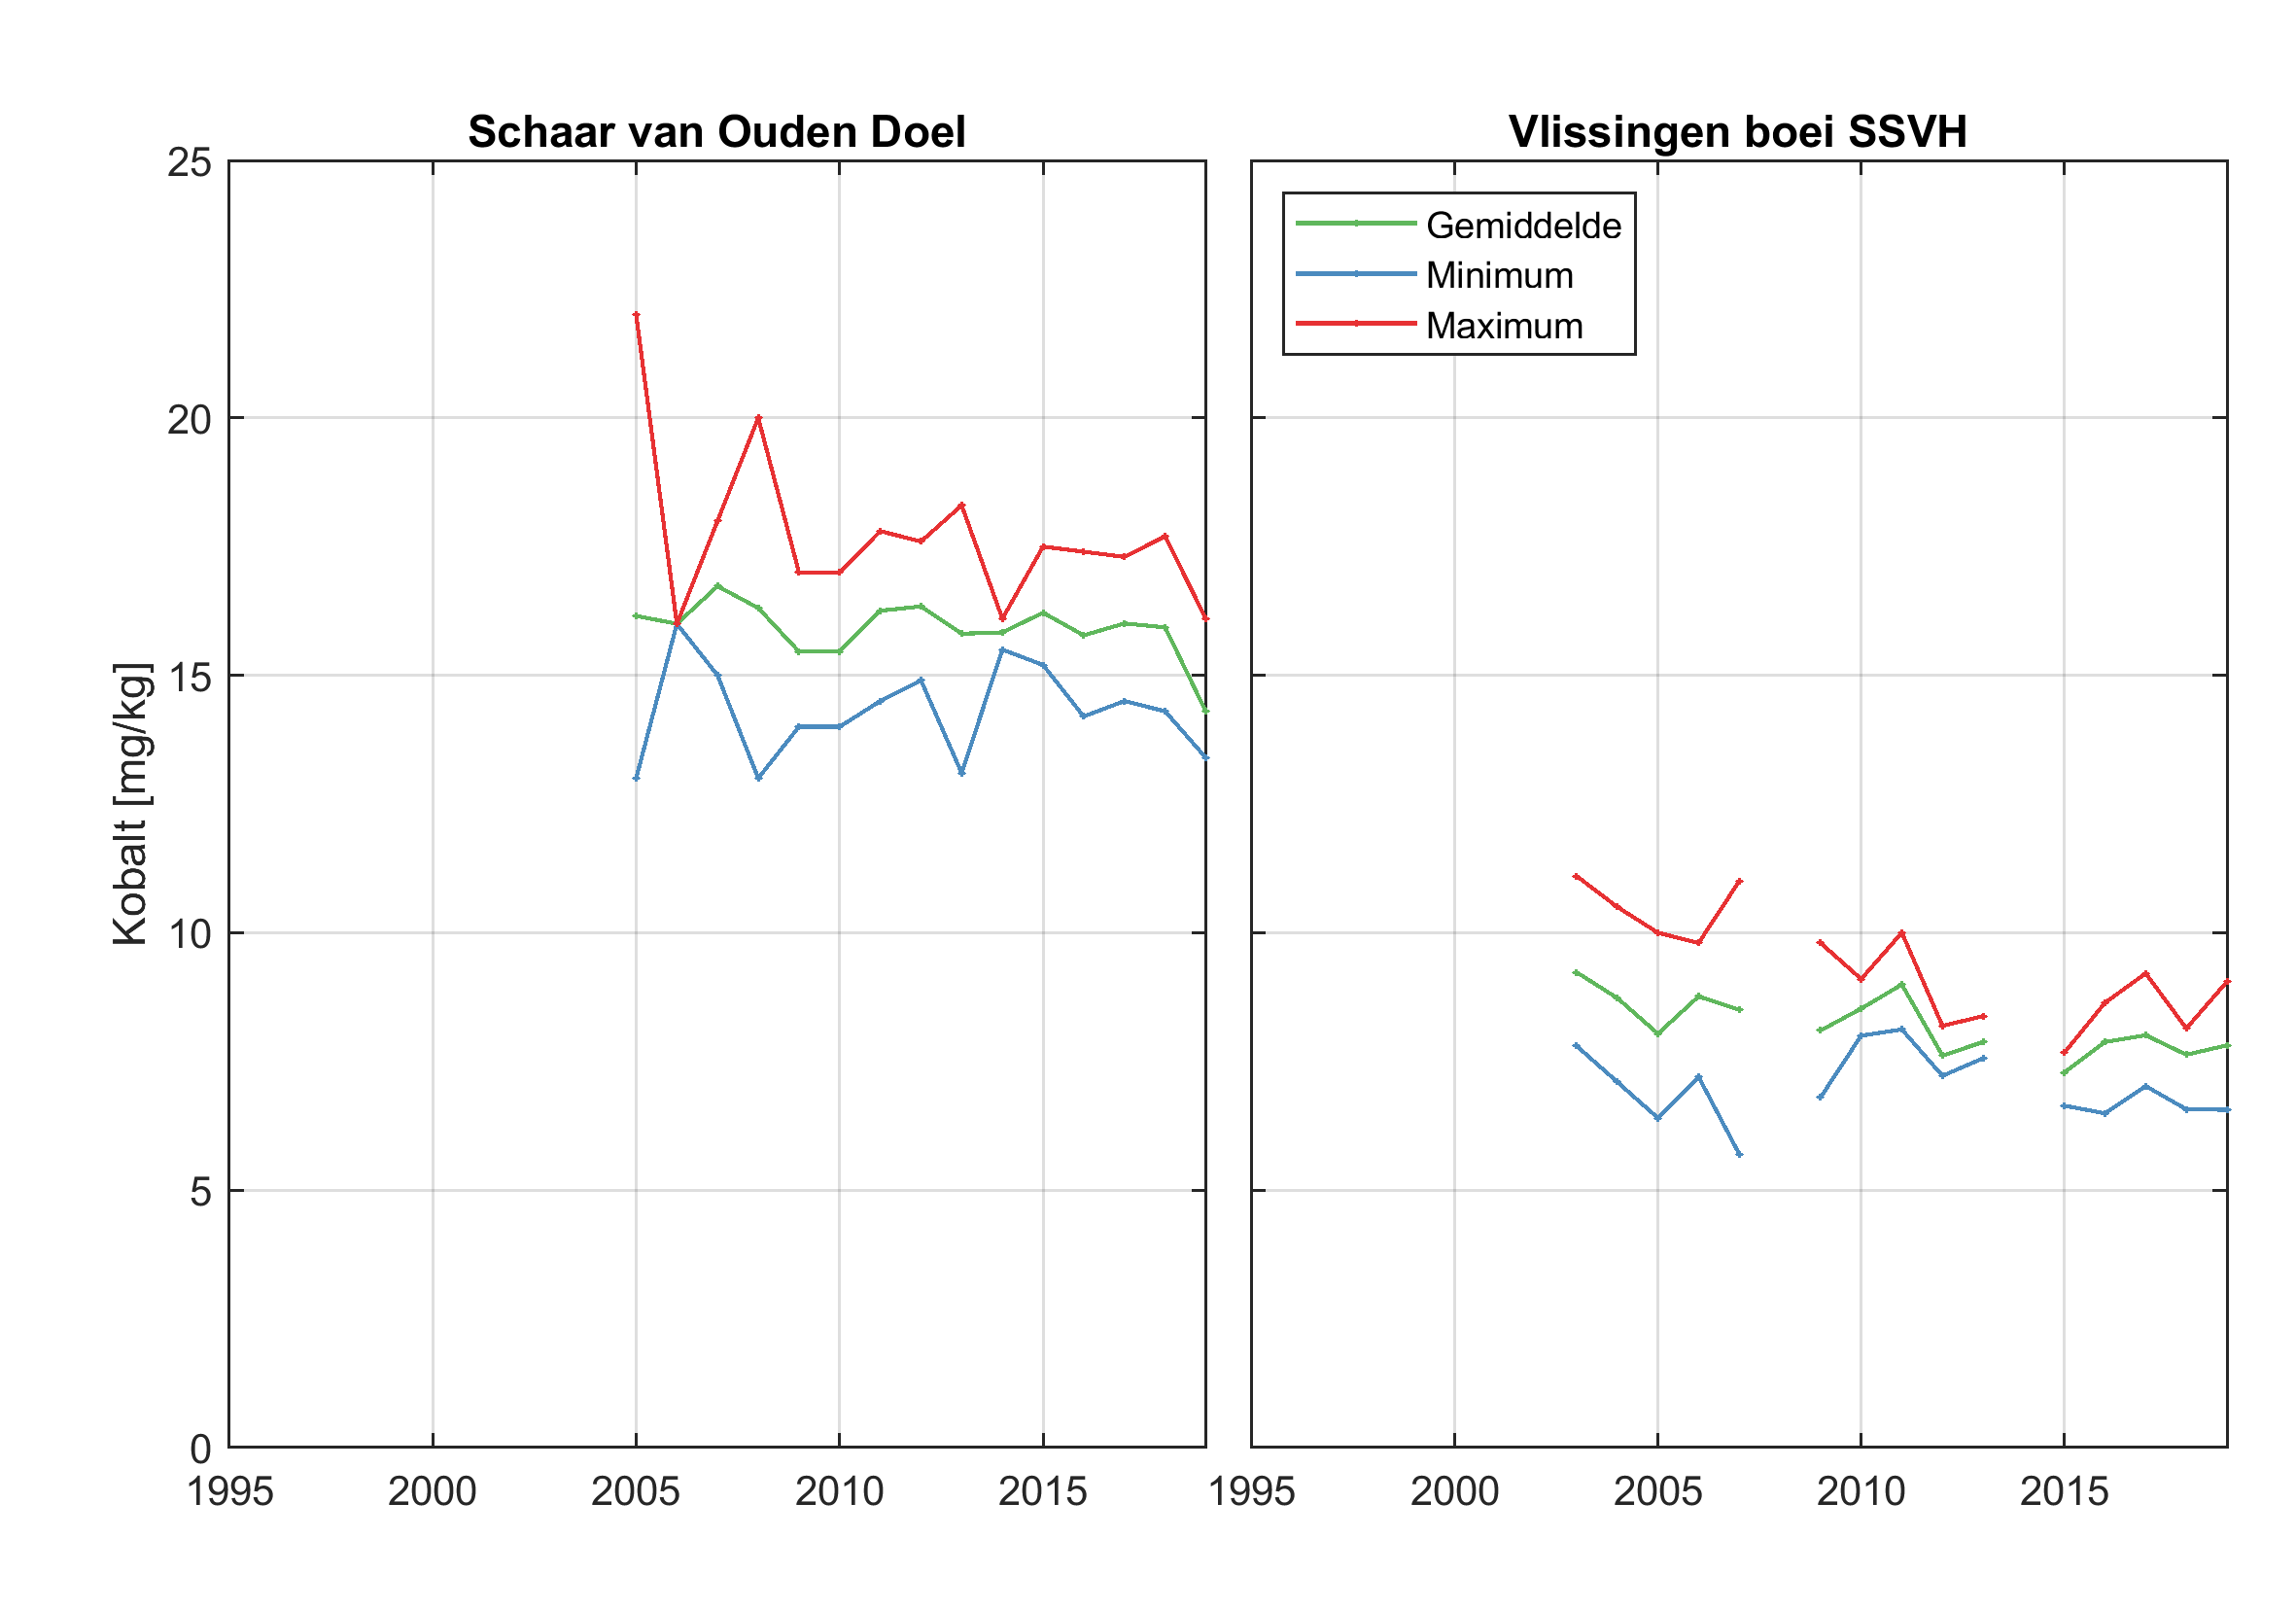 Schaar van Ouden Doel
Vlissingen boei SSVH
25
20
15
10
5
0
Kobalt [mg/kg]
Gemiddelde
Minimum
Maximum
1995 2000 2005 2010 2015
1995 2000 2005 2010 2015